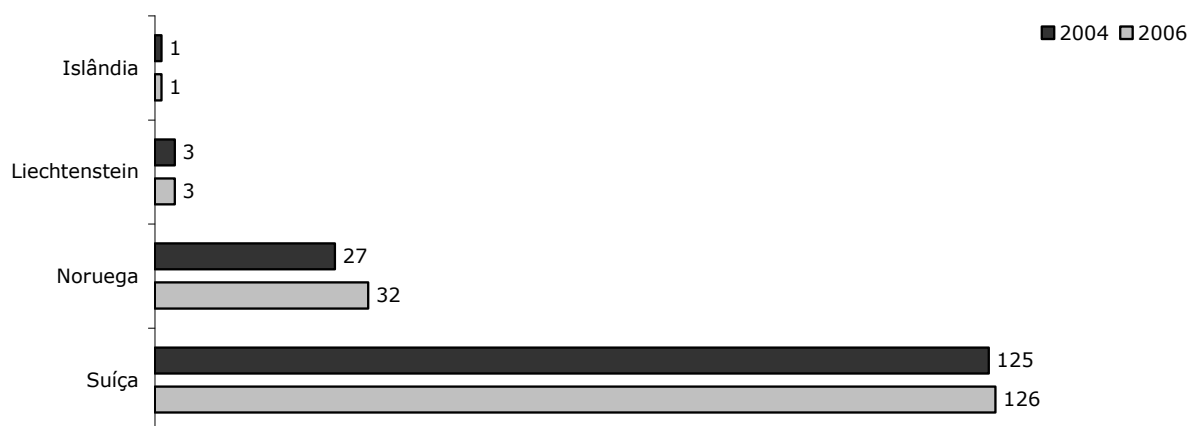 2004 2006
Islândia
1
1
Liechtenstein
3
3
Noruega
27
32
Suíça
125
126